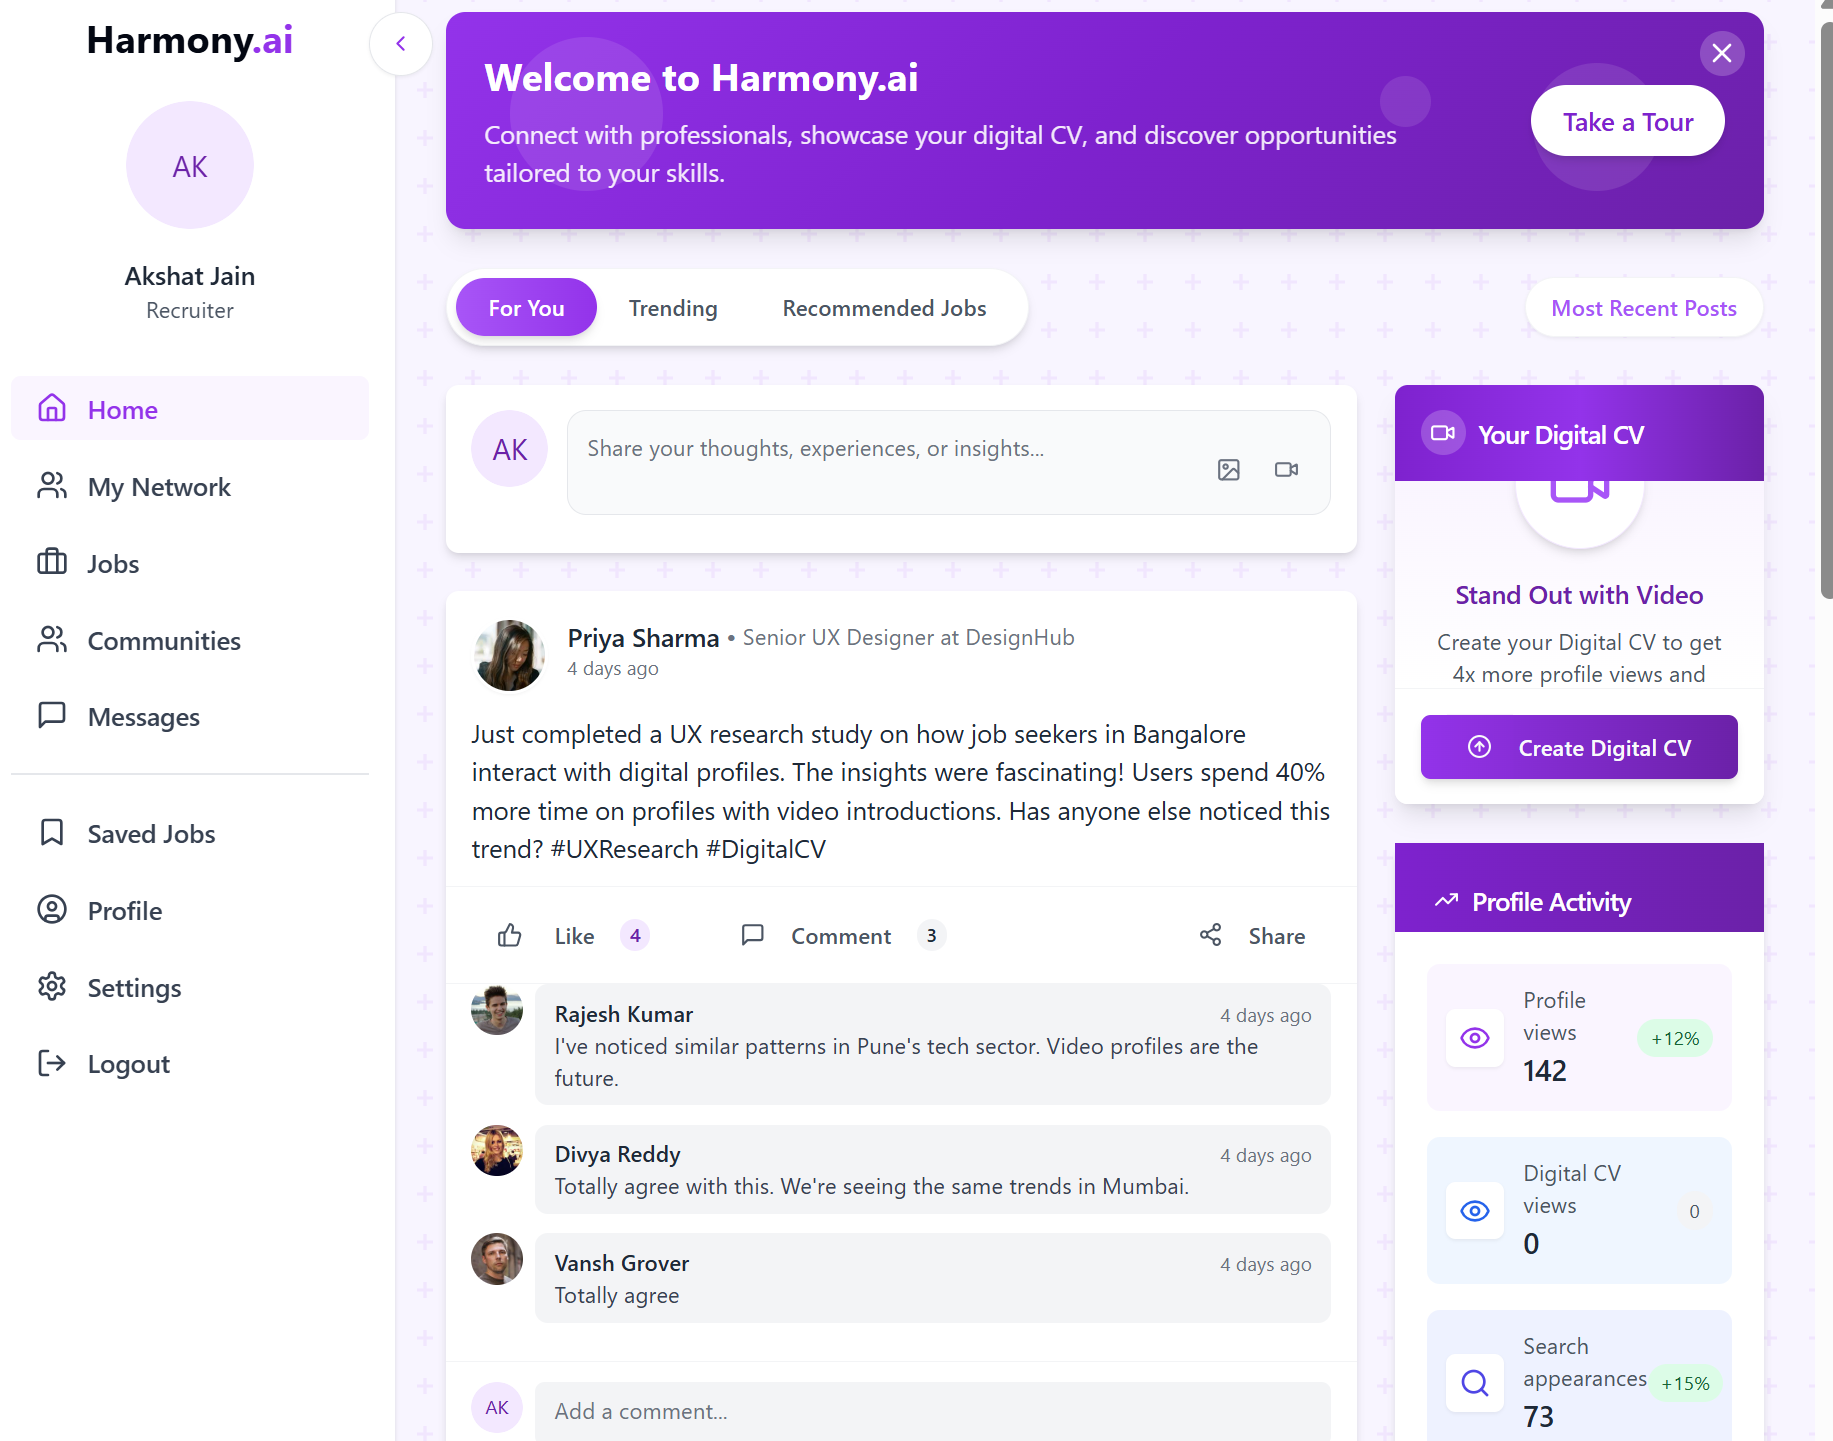 Harmony.ai
AK
Akshat Jain
Recruiter
Home
My Network
Jobs
Communities
Messages
Saved Jobs
Profile
Settings
Logout
Welcome to Harmony.ai
Connect with professionals, showcase your digital CV, and discover opportunities
tailored to your skills.
Take a Tour
For You
Trending
Recommended Jobs
Most Recent Posts
AK
Share your thoughts, experiences, or insights...
Priya Sharma • Senior UX Designer at DesignHub
4 days ago
Just completed a UX research study on how job seekers in Bangalore
interact with digital profiles. The insights were fascinating! Users spend 40%
more time on profiles with video introductions. Has anyone else noticed this
trend? #UXResearch #DigitalCV
Like 4
Comment 3
Share
Rajesh Kumar 4 days ago
I've noticed similar patterns in Pune's tech sector. Video profiles are the
future.
Divya Reddy 4 days ago
Totally agree with this. We're seeing the same trends in Mumbai.
Vansh Grover 4 days ago
Totally agree
AK
Add a comment...
Your Digital CV
Stand Out with Video
Create your Digital CV to get
4x more profile views and
Create Digital CV
Profile Activity
Profile
views
142
+12%
Digital CV
views
0
0
Search
appearances
73
+15%